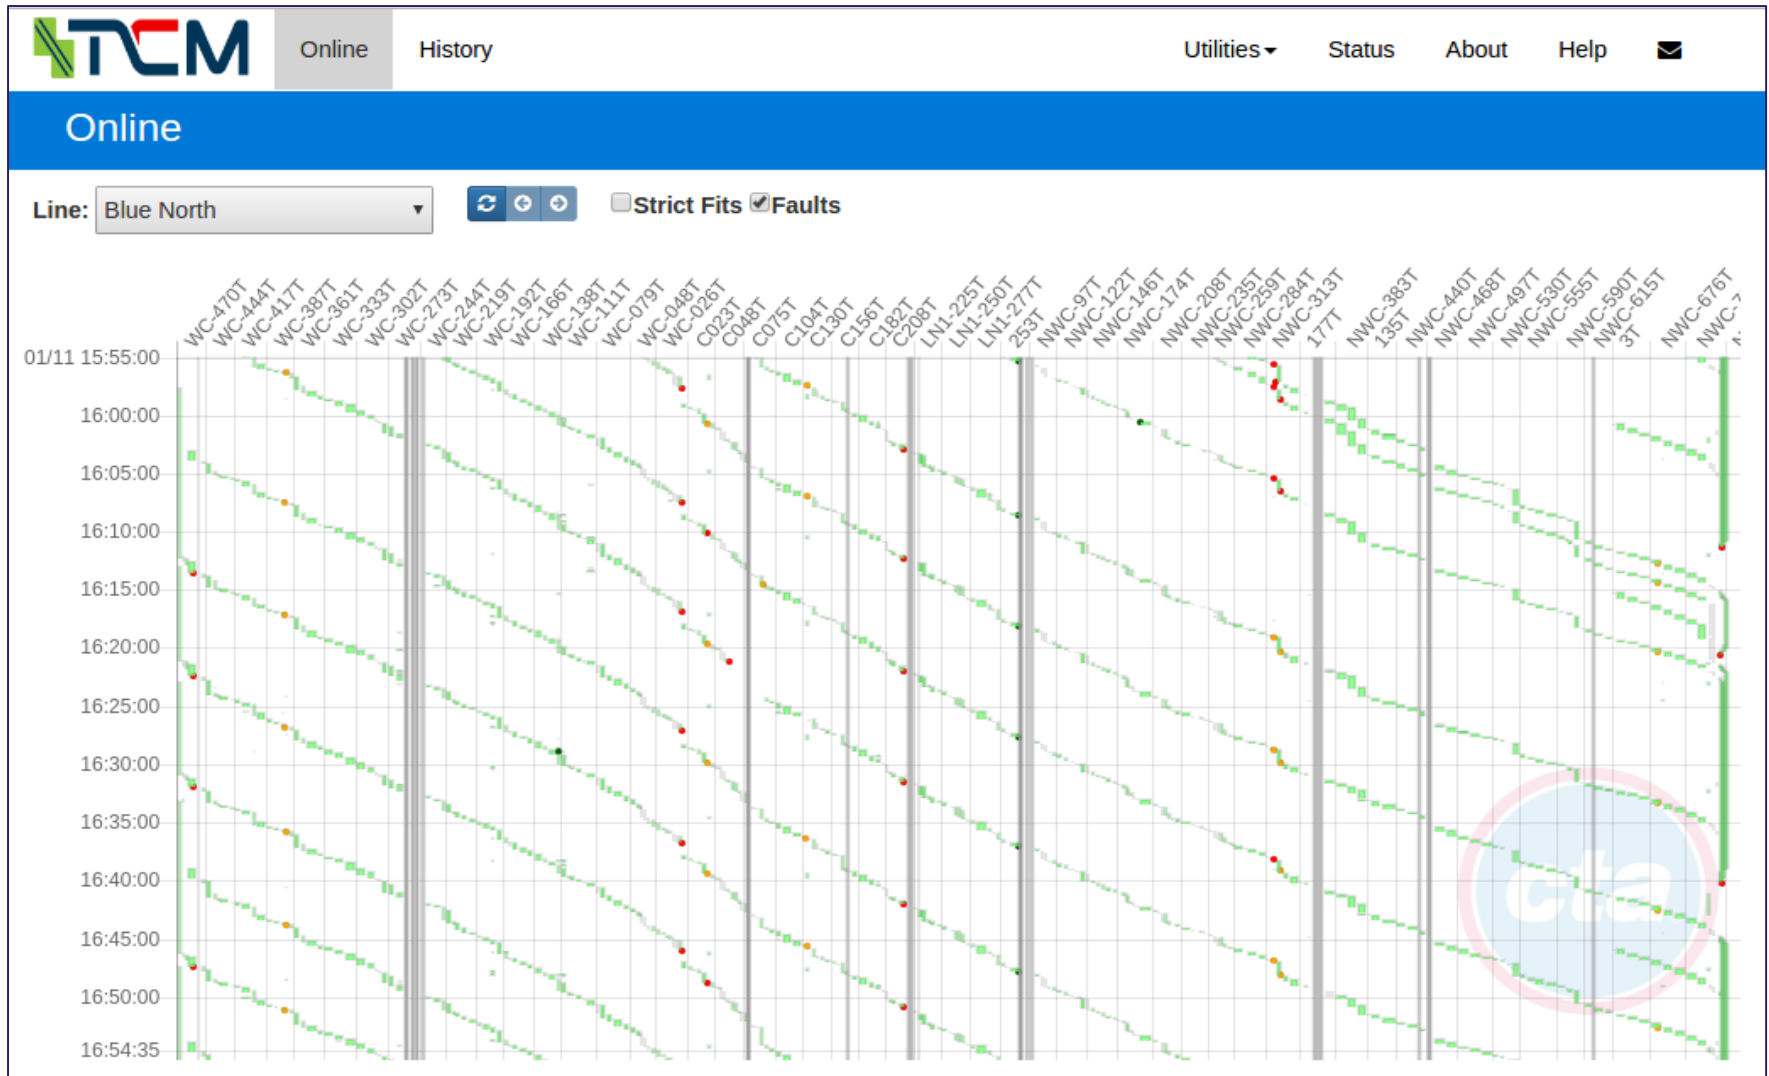 TCM Online History Utilities Status About Help
Online
Line: Blue North Strict Fits Faults
WC-470T WC-444T WC-417T WC-387T WC-361T WC-333T WC-302T WC-273T WC-244T WC-219T WC-192T WC-166T WC-138T WC-111T WC-079T WC-048T WC-026T C023T C048T C075T C104T C130T C156T C182T C208T LN1-225T LN1-250T LN1-277T 253T NWC-97T NWC-122T NWC-146T NWC-174T NWC-208T NWC-235T NWC-259T NWC-284T NWC-313T 177T NWC-383T 135T NWC-440T NWC-468T NWC-497T NWC-530T NWC-555T NWC-590T NWC-615T 3T NWC-676T
01/11 15:55:00
16:00:00
16:05:00
16:10:00
16:15:00
16:20:00
16:25:00
16:30:00
16:35:00
16:40:00
16:45:00
16:50:00
16:54:35
cta